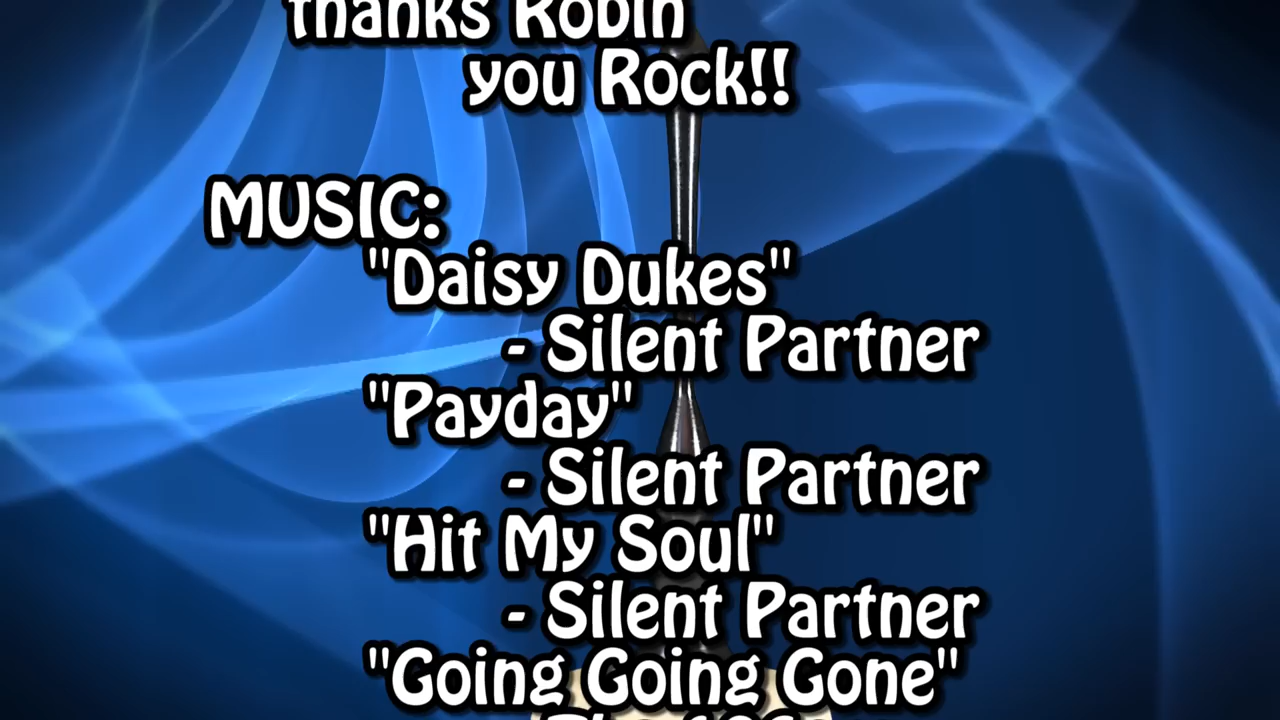 thanks Robin
you Rock!!
MUSIC:
"Daisy Dukes"
- Silent Partner
"Payday"
- Silent Partner
"Hit My Soul"
- Silent Partner
"Going Going Gone"